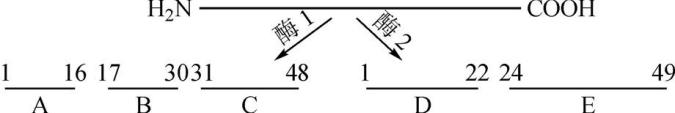 H₂N COOH
酶1 酶2
1 16 17 30 31 48 1 22 24 49
A B C D E